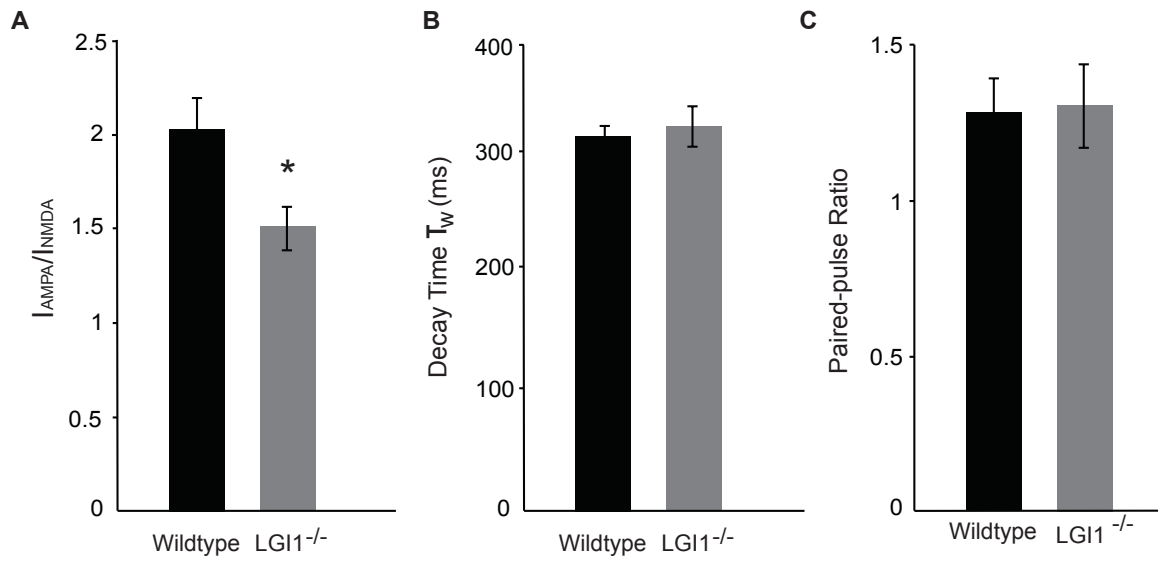 A
2.5
2
1.5
1
0.5
0
IAMPA/INMDA
*
Wildtype LGI1-/-
B
400
300
200
100
0
Decay Time TW (ms)
Wildtype LGI1-/-
C
1.5
1
0.5
0
Paired-pulse Ratio
Wildtype LGI1 -/-